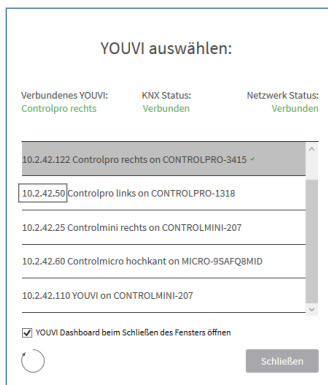 YOUVI auswählen:
Verbundenes YOUVI: KNX Status: Netzwerk Status:
Controlpro rechts Verbunden Verbunden
10.2.42.122 Controlpro rechts on CONTROLPRO-3415
10.2.42.50 Controlpro links on CONTROLPRO-1318
10.2.42.25 Controlmini rechts on CONTROLMINI-207
10.2.42.60 Controlmicro hochkant on MICRO-9SAFQ8MID
10.2.42.110 YOUVI on CONTROLMINI-207
YOUVI Dashboard beim Schließen des Fensters öffnen
Schließen